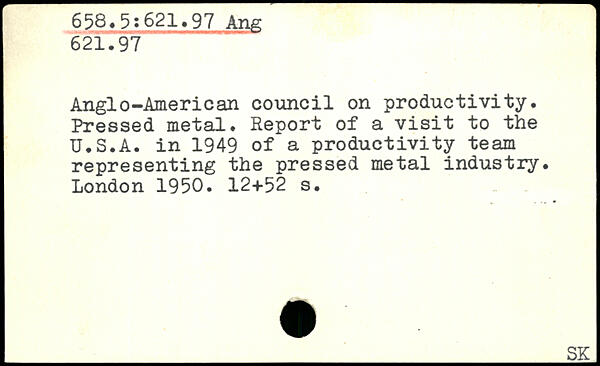 658.5:621.97 Ang
621.97
Anglo-American council on productivity.
Pressed metal. Report of a visit to the
U.S.A. in 1949 of a productivity team
representing the pressed metal industry.
London 1950. 12+52 s.
SK